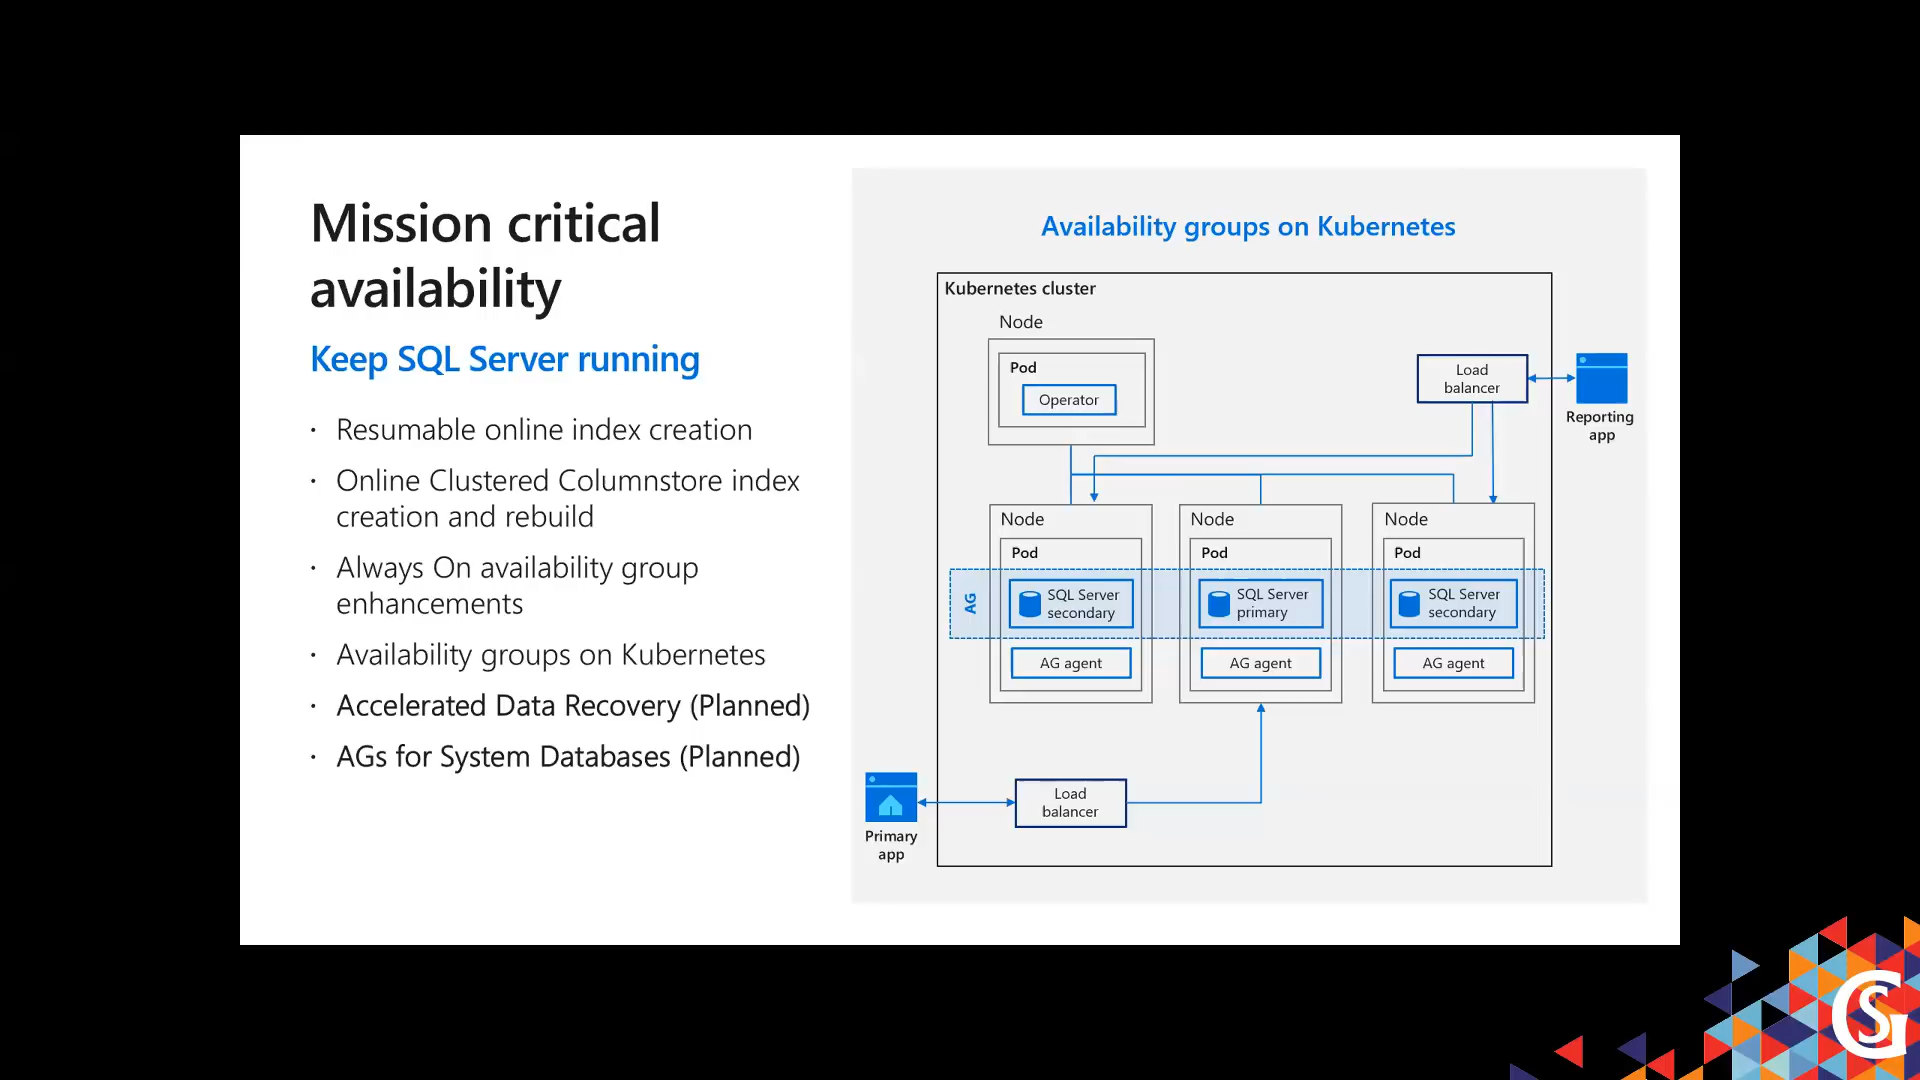 Mission critical
availability
Keep SQL Server running
· Resumable online index creation
· Online Clustered Columnstore index
creation and rebuild
· Always On availability group
enhancements
· Availability groups on Kubernetes
· Accelerated Data Recovery (Planned)
· AGs for System Databases (Planned)
Availability groups on Kubernetes
Kubernetes cluster
Node
Pod
Operator
Load
balancer
Reporting
app
Node
Pod
SQL Server
secondary
AG agent
Node
Pod
SQL Server
primary
AG agent
Node
Pod
SQL Server
secondary
AG agent
AG
Primary
app
Load
balancer
GS